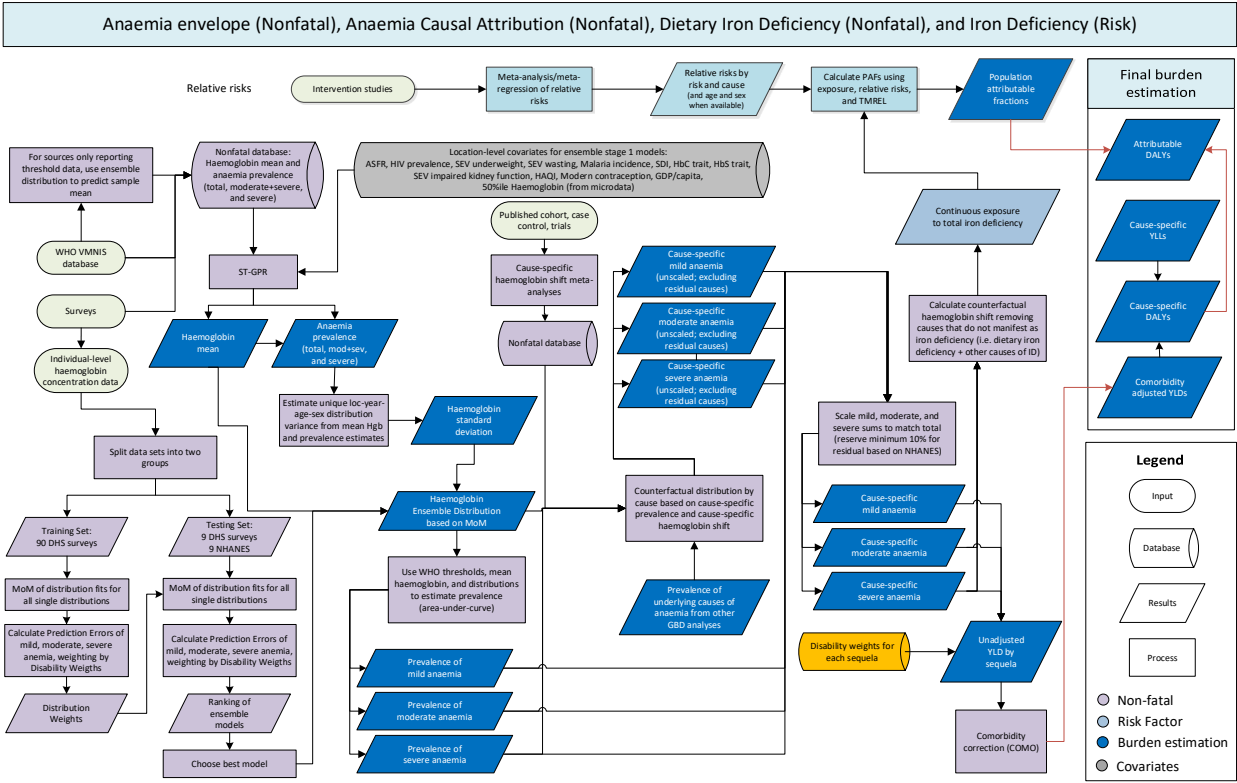 Anaemia envelope (Nonfatal), Anaemia Causal Attribution (Nonfatal), Dietary Iron Deficiency (Nonfatal), and Iron Deficiency (Risk)
Relative risks
Intervention studies
Meta-analysis/meta-
regression of relative
risks
Relative risks by
risk and cause
(and age and sex
when available)
Calculate PAFs using
exposure, relative risks,
and TMREL
Population
attributable
fractions
Final burden
estimation
Attributable
DALYs
Cause-specific
YLLs
Cause-specific
DALYs
Comorbidity
adjusted YLDs
For sources only reporting
threshold data, use ensemble
distribution to predict sample
mean
Nonfatal database:
Haemoglobin mean and
anaemia prevalence
(total, moderate+severe,
and severe)
Location-level covariates for ensemble stage 1 models:
ASFR, HIV prevalence, SEV underweight, SEV wasting, Malaria incidence, SDI, HbC trait, HbS trait,
SEV impaired kidney function, HAQI, Modern contraception, GDP/capita,
50%ile Haemoglobin (from microdata)
WHO VMNIS
database
ST-GPR
Surveys
Haemoglobin
mean
Anaemia
prevalence
(total, mod+sev,
and severe)
Individual-level
haemoglobin
concentration data
Published cohort, case
control, trials
Cause-specific
haemoglobin shift meta-
analyses
Nonfatal database
Cause-specific
mild anaemia
(unscaled; excluding
residual causes)
Cause-specific
moderate anaemia
(unscaled; excluding
residual causes)
Cause-specific
severe anaemia
(unscaled; excluding
residual causes)
Continuous exposure
to total iron deficiency
Calculate counterfactual
haemoglobin shift removing
causes that do not manifest as
iron deficiency (i.e. dietary iron
deficiency + other causes of ID)
Estimate unique loc-year-
age-sex distribution
variance from mean Hgb
and prevalence estimates
Haemoglobin
standard
deviation
Scale mild, moderate, and
severe sums to match total
(reserve minimum 10% for
residual based on NHANES)
Split data sets into two
groups
Training Set:
90 DHS surveys
Testing Set:
9 DHS surveys
9 NHANES
Haemoglobin
Ensemble Distribution
based on MoM
Counterfactual distribution by
cause based on cause-specific
prevalence and cause-specific
haemoglobin shift
Cause-specific
mild anaemia
Cause-specific
moderate anaemia
Cause-specific
severe anaemia
MoM of distribution fits for
all single distributions
MoM of distribution fits for all
single distributions
Use WHO thresholds, mean
haemoglobin, and distributions
to estimate prevalence
(area-under-curve)
Prevalence of
underlying causes of
anaemia from other
GBD analyses
Calculate Prediction Errors of
mild, moderate, severe
anemia, weighting by
Disability Weigths
Calculate Prediction Errors of
mild, moderate, severe anemia,
weighting by Disability Weigths
Disability weights for
each sequela
Unadjusted
YLD by
sequela
Prevalence of
mild anaemia
Prevalence of
moderate anaemia
Prevalence of
severe anaemia
Distribution
Weights
Ranking of
ensemble
models
Choose best model
Comorbidity
correction (COMO)
Legend
Input
Database
Results
Process
Non-fatal
Risk Factor
Burden estimation
Covariates